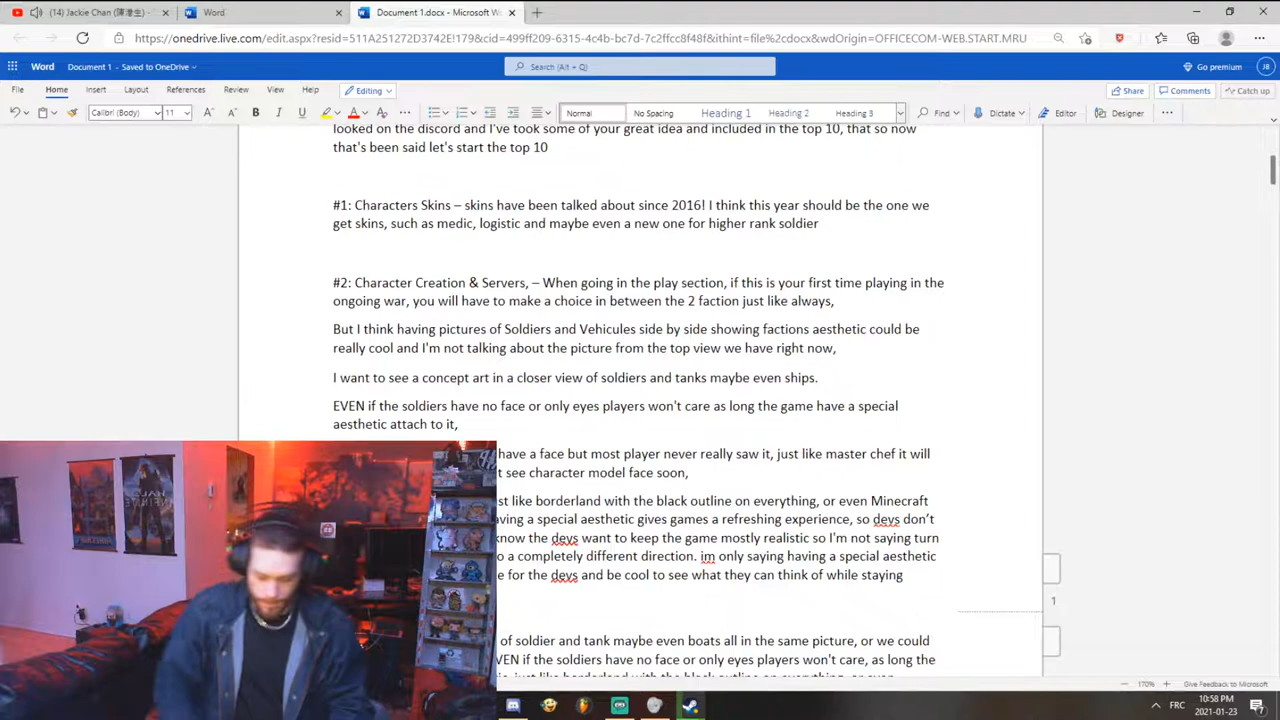 (14) Jackie Chan (陳港生) -
Word
Document 1.docx - Microsoft Wo
https://onedrive.live.com/edit.aspx?resid=511A251272D3742E!179&cid=499ff209-6315-4c4b-bc7d-7c2ffcc8f48f&ithint=file%2cdocx&wdOrigin=OFFICECOM-WEB.START.MRU
Word Document 1 - Saved to OneDrive
Search (Alt + Q)
Go premium JB
File Home Insert Layout References Review View Help Editing
Share Comments Catch up
Calibri (Body) 11 B I U A
Normal No Spacing Heading 1 Heading 2 Heading 3 Find Dictate Editor Designer
looked on the discord and I've took some of your great idea and included in the top 10, that so now
that's been said let's start the top 10
#1: Characters Skins – skins have been talked about since 2016! I think this year should be the one we
get skins, such as medic, logistic and maybe even a new one for higher rank soldier
#2: Character Creation & Servers, – When going in the play section, if this is your first time playing in the
ongoing war, you will have to make a choice in between the 2 faction just like always,
But I think having pictures of Soldiers and Vehicules side by side showing factions aesthetic could be
really cool and I'm not talking about the picture from the top view we have right now,
I want to see a concept art in a closer view of soldiers and tanks maybe even ships.
EVEN if the soldiers have no face or only eyes players won't care as long the game have a special
aesthetic attach to it,
have a face but most player never really saw it, just like master chef it will
t see character model face soon,
st like borderland with the black outline on everything, or even Minecraft
aving a special aesthetic gives games a refreshing experience, so devs don't
know the devs want to keep the game mostly realistic so I'm not saying turn
o a completely different direction. im only saying having a special aesthetic
e for the devs and be cool to see what they can think of while staying
1
of soldier and tank maybe even boats all in the same picture, or we could
VEN if the soldiers have no face or only eyes players won't care, as long the
170% Give Feedback to Microsoft
FRC 10:58 PM
2021-01-23